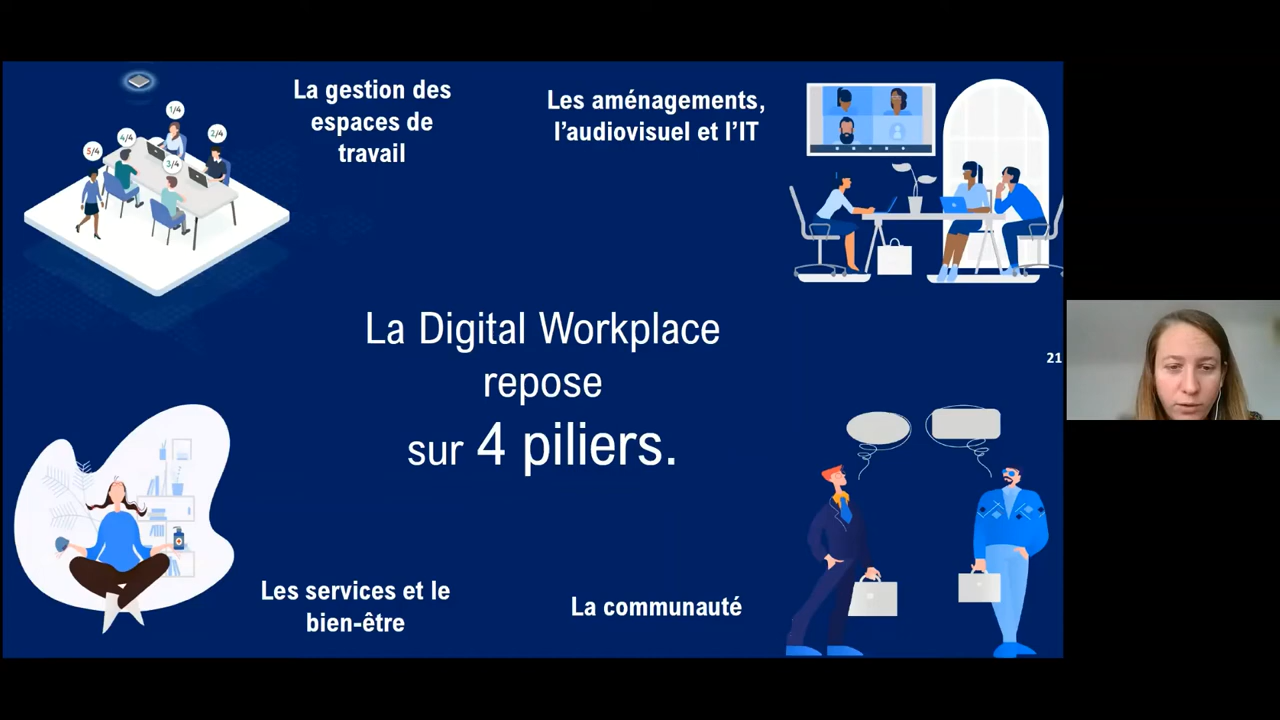 La gestion des
espaces de
travail
Les aménagements,
l'audiovisuel et l'IT
1/4
2/4
4/4
5/4
3/4
La Digital Workplace
repose
sur 4 piliers.
21
Les services et le
bien-être
La communauté